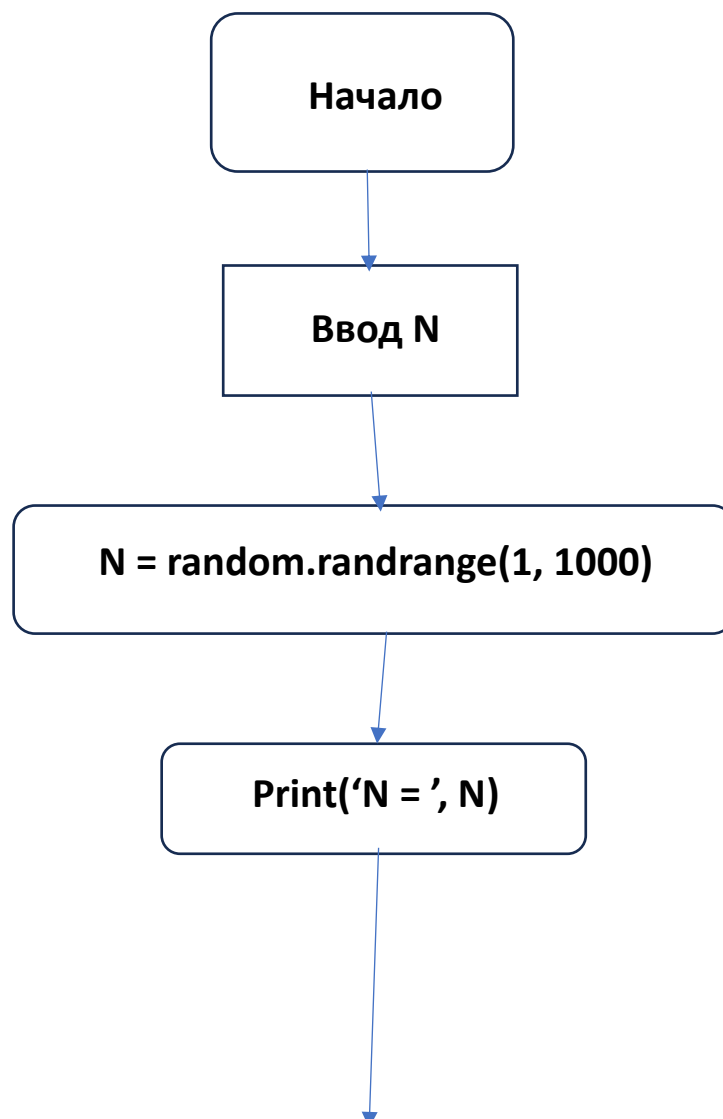 Начало
Ввод N
N = random.randrange(1, 1000)
Print(‘N = ’, N)